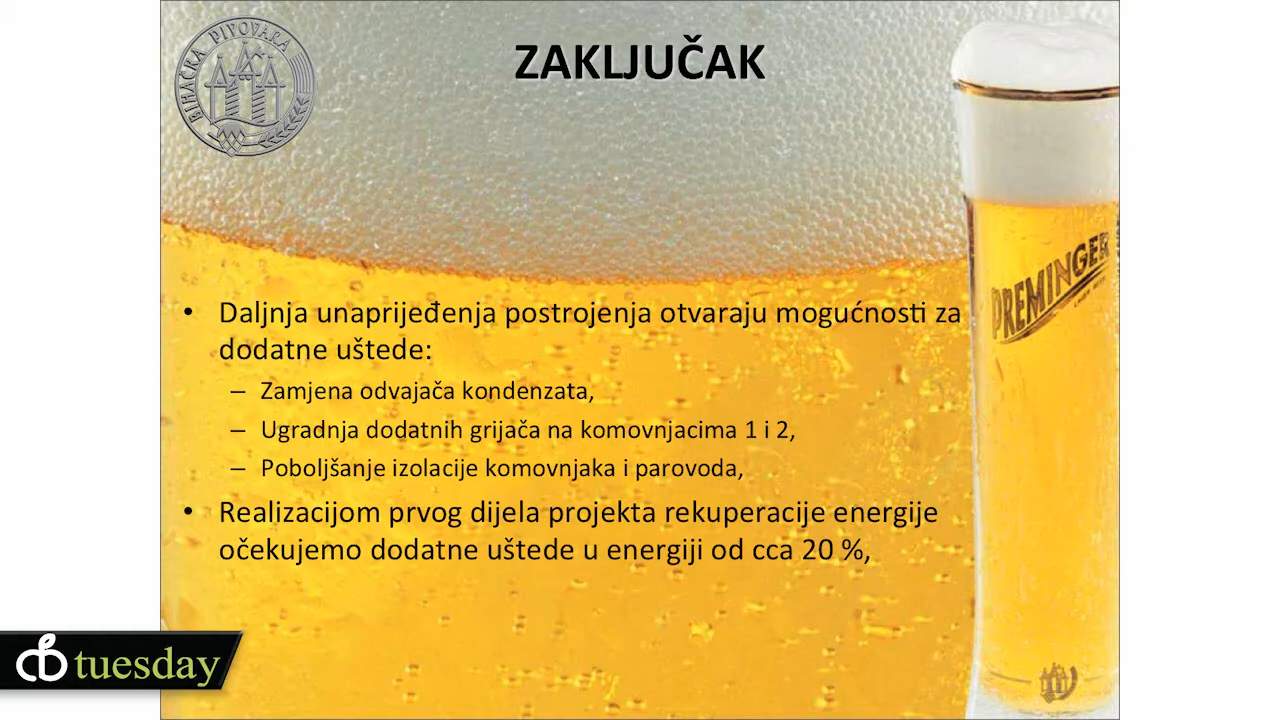 BIHAĆKA PIVOVARA
ZAKLJUČAK
PREMINGER
• Daljnja unaprijeđenja postrojenja otvaraju mogućnosti za
dodatne uštede:
– Zamjena odvajača kondenzata,
– Ugradnja dodatnih grijača na komovnjacima 1 i 2,
– Poboljšanje izolacije komovnjaka i parovoda,
• Realizacijom prvog dijela projekta rekuperacije energije
očekujemo dodatne uštede u energiji od cca 20 %,
tuesday